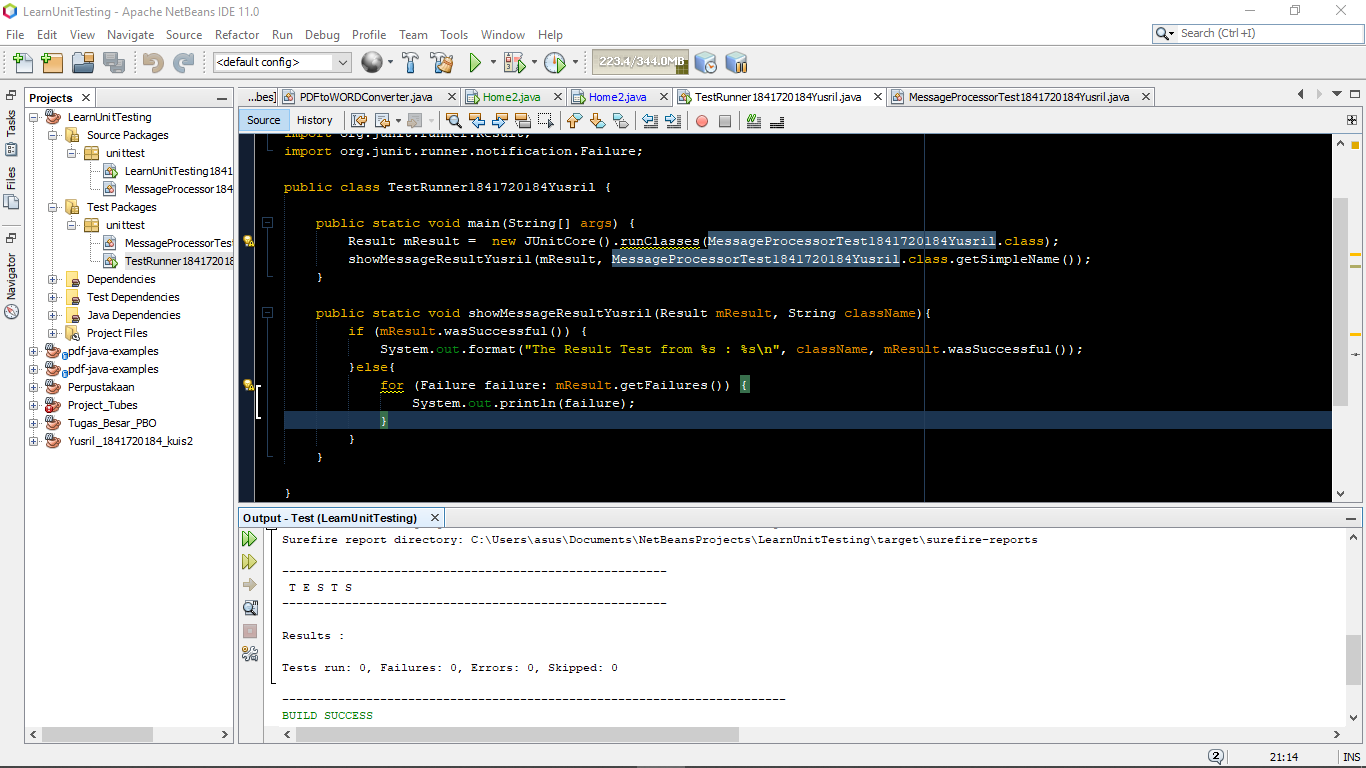 LearnUnitTesting - Apache NetBeans IDE 11.0
File Edit View Navigate Source Refactor Run Debug Profile Team Tools Window Help
Search (Ctrl+I)
<default config>
223.4/344.0MB
Tasks
Files
Navigator
Projects
LearnUnitTesting
Source Packages
unittest
LearnUnitTesting1841
MessageProcessor184
Test Packages
unittest
MessageProcessorTest
TestRunner184172018
Dependencies
Test Dependencies
Java Dependencies
Project Files
pdf-java-examples
pdf-java-examples
Perpustakaan
Project_Tubes
Tugas_Besar_PBO
Yusril _1841720184_kuis2
...bes] PDFtoWORDConverter.java Home2.java Home2.java TestRunner1841720184Yusril.java MessageProcessorTest1841720184Yusril.java
Source History
import org.junit.runner.Result;
import org.junit.runner.notification.Failure;
public class TestRunner1841720184Yusril {
public static void main(String[] args) {
Result mResult =  new JUnitCore().runClasses(MessageProcessorTest1841720184Yusril.class);
showMessageResultYusril(mResult, MessageProcessorTest1841720184Yusril.class.getSimpleName());
}
public static void showMessageResultYusril(Result mResult, String className){
if (mResult.wasSuccessful()) {
System.out.format("The Result Test from %s : %s\n", className, mResult.wasSuccessful());
}else{
for (Failure failure: mResult.getFailures()) {
System.out.println(failure);
}
}
}
}
Output - Test (LearnUnitTesting)
Surefire report directory: C:\Users\asus\Documents\NetBeansProjects\LearnUnitTesting\target\surefire-reports
-------------------------------------------------------
T E S T S
-------------------------------------------------------
Results :
Tests run: 0, Failures: 0, Errors: 0, Skipped: 0
------------------------------------------------------------------------
BUILD SUCCESS
2
21:14
INS